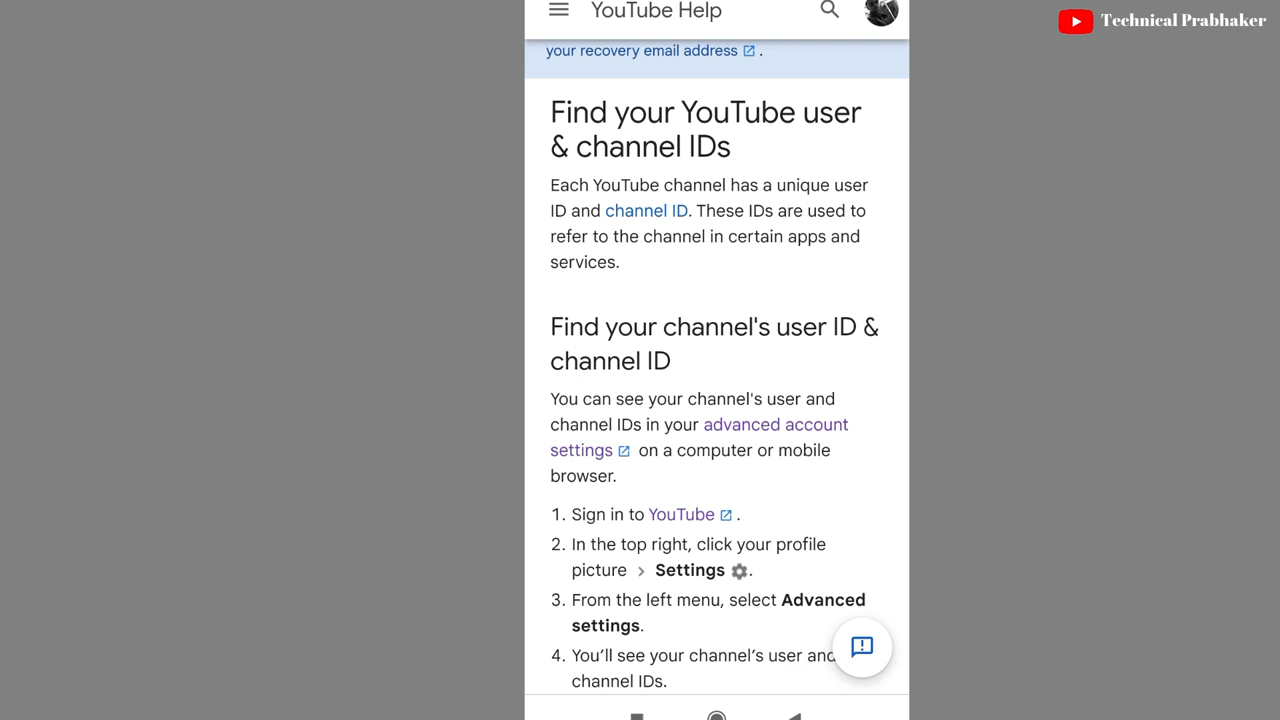 YouTube Help
Technical Prabhaker
your recovery email address .
Find your YouTube user
& channel IDs
Each YouTube channel has a unique user
ID and channel ID. These IDs are used to
refer to the channel in certain apps and
services.
Find your channel's user ID &
channel ID
You can see your channel's user and
channel IDs in your advanced account
settings on a computer or mobile
browser.
1. Sign in to YouTube .
2. In the top right, click your profile
picture > Settings .
3. From the left menu, select Advanced
settings.
4. You’ll see your channel’s user and
channel IDs.